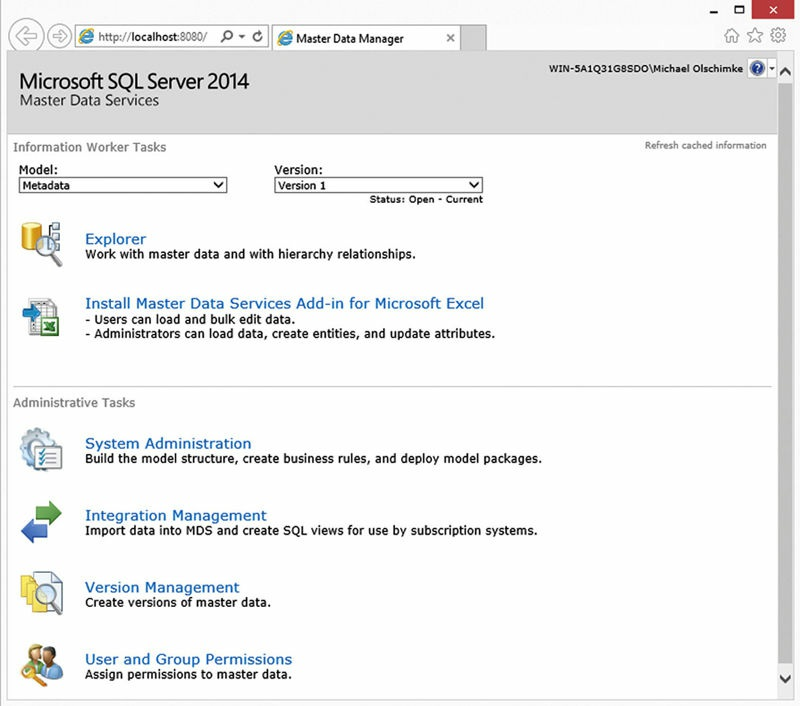 http://localhost:8080/
Master Data Manager
WIN-5A1Q31G8SDO\Michael Olschimke
Microsoft SQL Server 2014
Master Data Services
Information Worker Tasks
Refresh cached information
Model:
Version:
Metadata
Version 1
Status: Open - Current
Explorer
Work with master data and with hierarchy relationships.
Install Master Data Services Add-in for Microsoft Excel
- Users can load and bulk edit data.
- Administrators can load data, create entities, and update attributes.
Administrative Tasks
System Administration
Build the model structure, create business rules, and deploy model packages.
Integration Management
Import data into MDS and create SQL views for use by subscription systems.
Version Management
Create versions of master data.
User and Group Permissions
Assign permissions to master data.